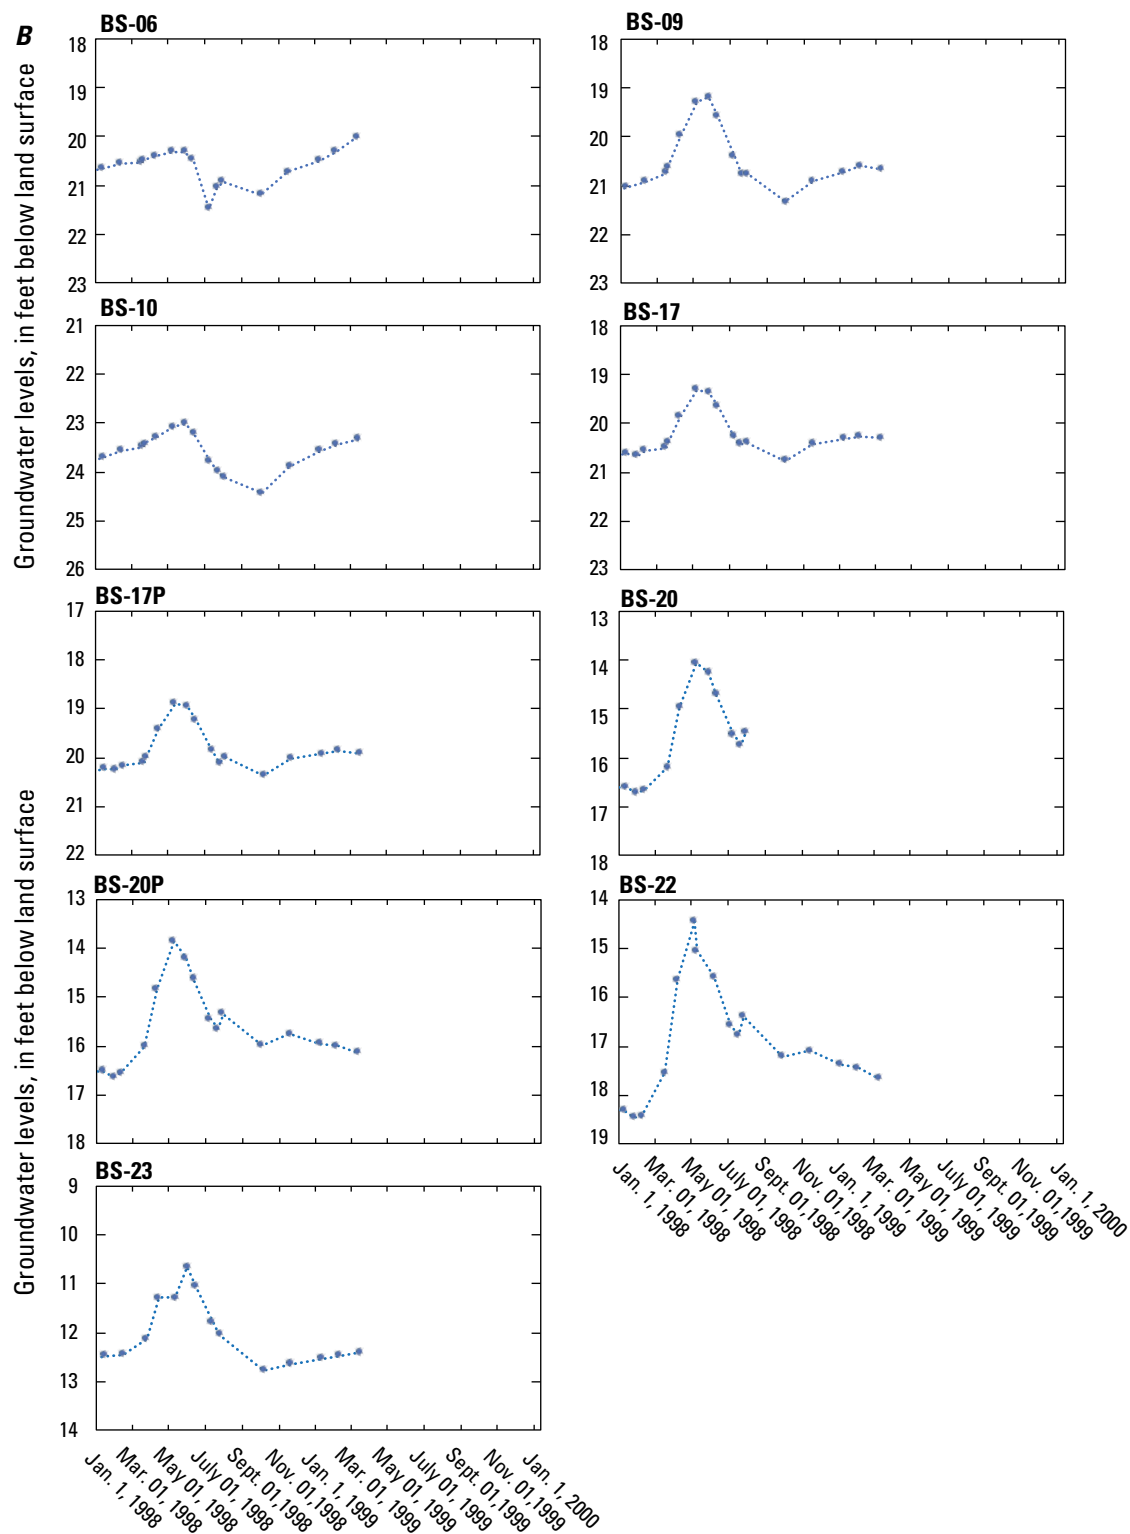 B
BS-06
18
19
20
21
22
23
BS-09
18
19
20
21
22
23
Groundwater levels, in feet below land surface
BS-10
21
22
23
24
25
26
BS-17
18
19
20
21
22
23
BS-17P
17
18
19
20
21
22
BS-20
13
14
15
16
17
18
Groundwater levels, in feet below land surface
BS-20P
13
14
15
16
17
18
BS-22
14
15
16
17
18
19
Jan. 1, 1998
Mar. 01, 1998
May 01, 1998
July 01, 1998
Sept. 01, 1998
Nov. 01,1998
Jan. 1, 1999
Mar. 01, 1999
May 01, 1999
July 01, 1999
Sept. 01,1999
Nov. 01,1999
Jan. 1, 2000
BS-23
9
10
11
12
13
14
Jan. 1, 1998
Mar. 01, 1998
May 01, 1998
July 01, 1998
Sept. 01, 1998
Nov. 01,1998
Jan. 1, 1999
Mar. 01, 1999
May 01, 1999
July 01, 1999
Sept. 01,1999
Nov. 01,1999
Jan. 1, 2000